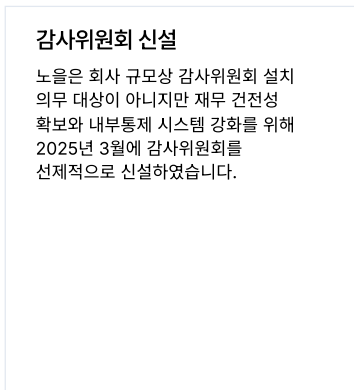 감사위원회 신설
노을은 회사 규모상 감사위원회 설치
의무 대상이 아니지만 재무 건전성
확보와 내부통제 시스템 강화를 위해
2025년 3월에 감사위원회를
선제적으로 신설하였습니다.